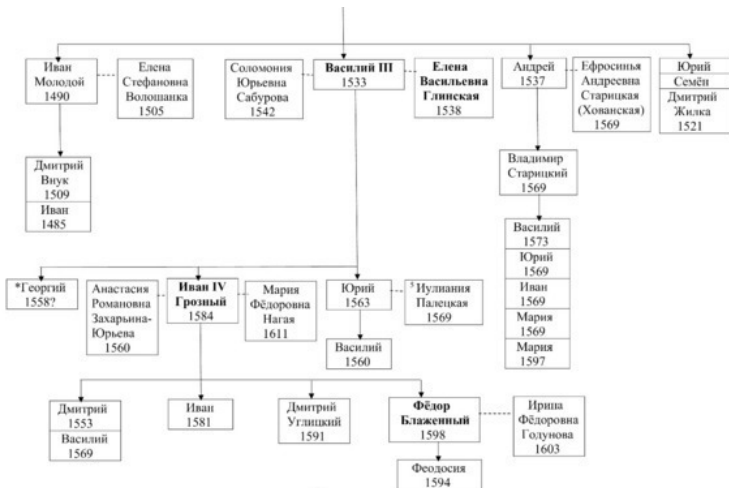 Иван
Молодой
1490
Елена
Стефановна
Волошанка
1505
Соломония
Юрьевна
Сабурова
1542
Василий III
1533
Елена
Васильевна
Глинская
1538
Андрей
1537
Ефросинья
Андреевна
Старицкая
(Хованская)
1569
Юрий
Семён
Дмитрий
Жилка
1521
Дмитрий
Внук
1509
Иван
1485
Владимир
Старицкий
1569
Василий
1573
Юрий
1569
Иван
1569
Мария
1569
Мария
1597
*Георгий
1558?
Анастасия
Романовна
Захарьина-
Юрьева
1560
Иван IV
Грозный
1584
Мария
Фёдоровна
Нагая
1611
Юрий
1563
5 Иулиания
Палецкая
1569
Василий
1560
Дмитрий
1553
Василий
1569
Иван
1581
Дмитрий
Углицкий
1591
Фёдор
Блаженный
1598
Ирина
Фёдоровна
Годунова
1603
Феодосия
1594